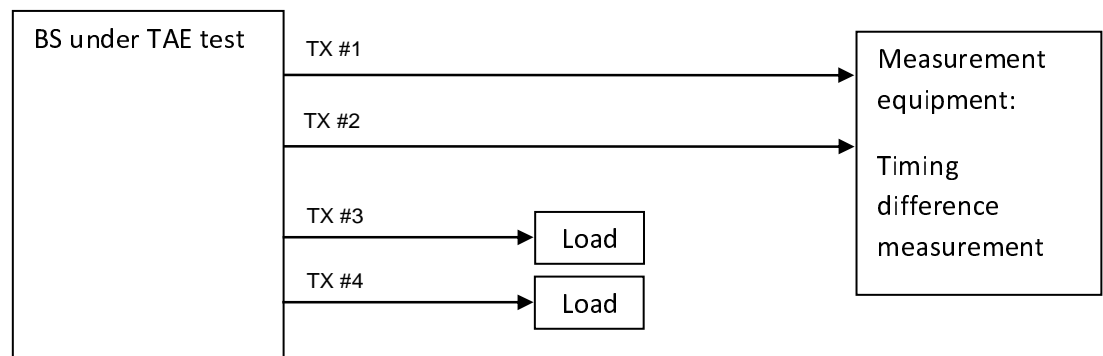 BS under TAE test
TX #1
TX #2
TX #3
TX #4
Load
Load
Measurement
equipment:
Timing
difference
measurement